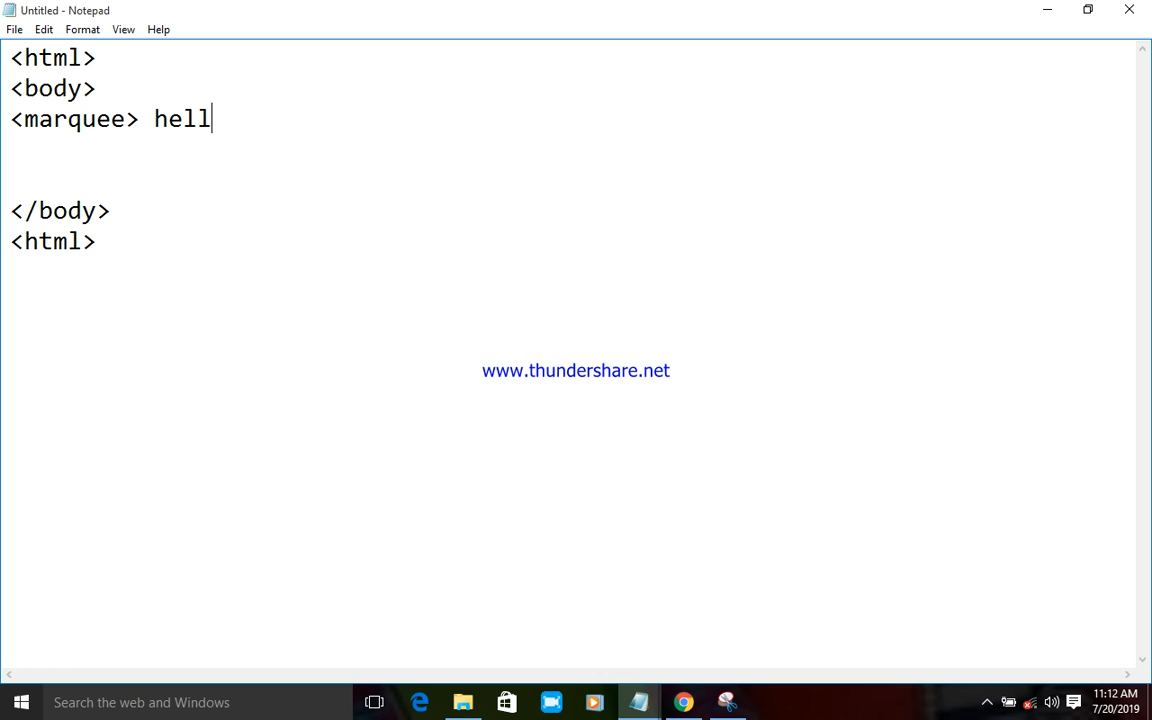 Untitled - Notepad
File Edit Format View Help
<html>
<body>
<marquee> hell
</body>
<html>
www.thundershare.net
Search the web and Windows
11:12 AM
7/20/2019